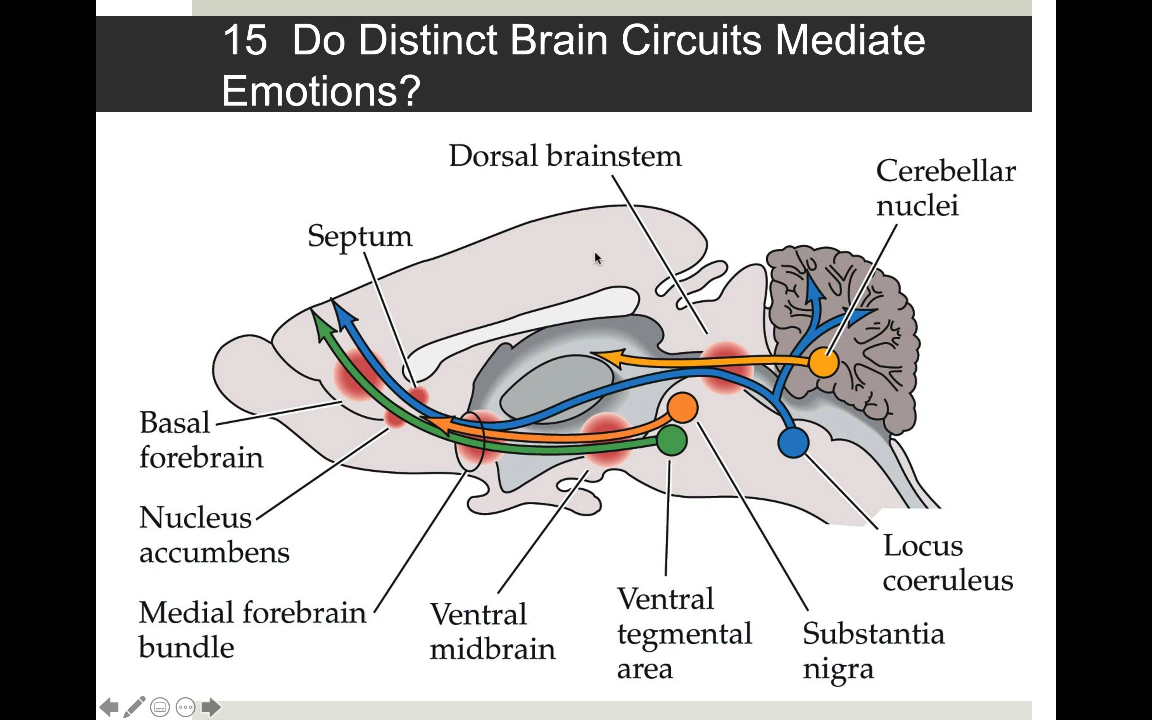 15  Do Distinct Brain Circuits Mediate
Emotions?
Dorsal brainstem
Cerebellar
nuclei
Septum
Basal
forebrain
Nucleus
accumbens
Medial forebrain
bundle
Ventral
midbrain
Ventral
tegmental
area
Substantia
nigra
Locus
coeruleus